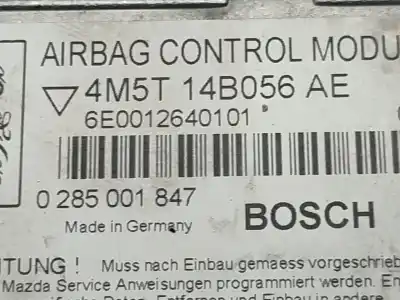 AIRBAG CONTROL MODU
4M5T 14B056 AE
6E0012640101
0 285 001 847
Made in Germany BOSCH
TUNG ! Muss nach Einbau gemaess vorgeschrieb
Mazda Service Anweisungen programmiert werden. En